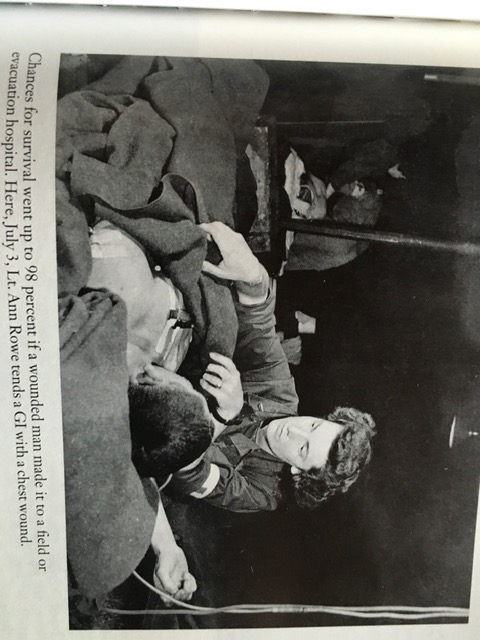 Chances for survival went up to 98 percent if a wounded man made it to a field or
evacuation hospital. Here, July 3, Lt. Ann Rowe tends a GI with a chest wound.